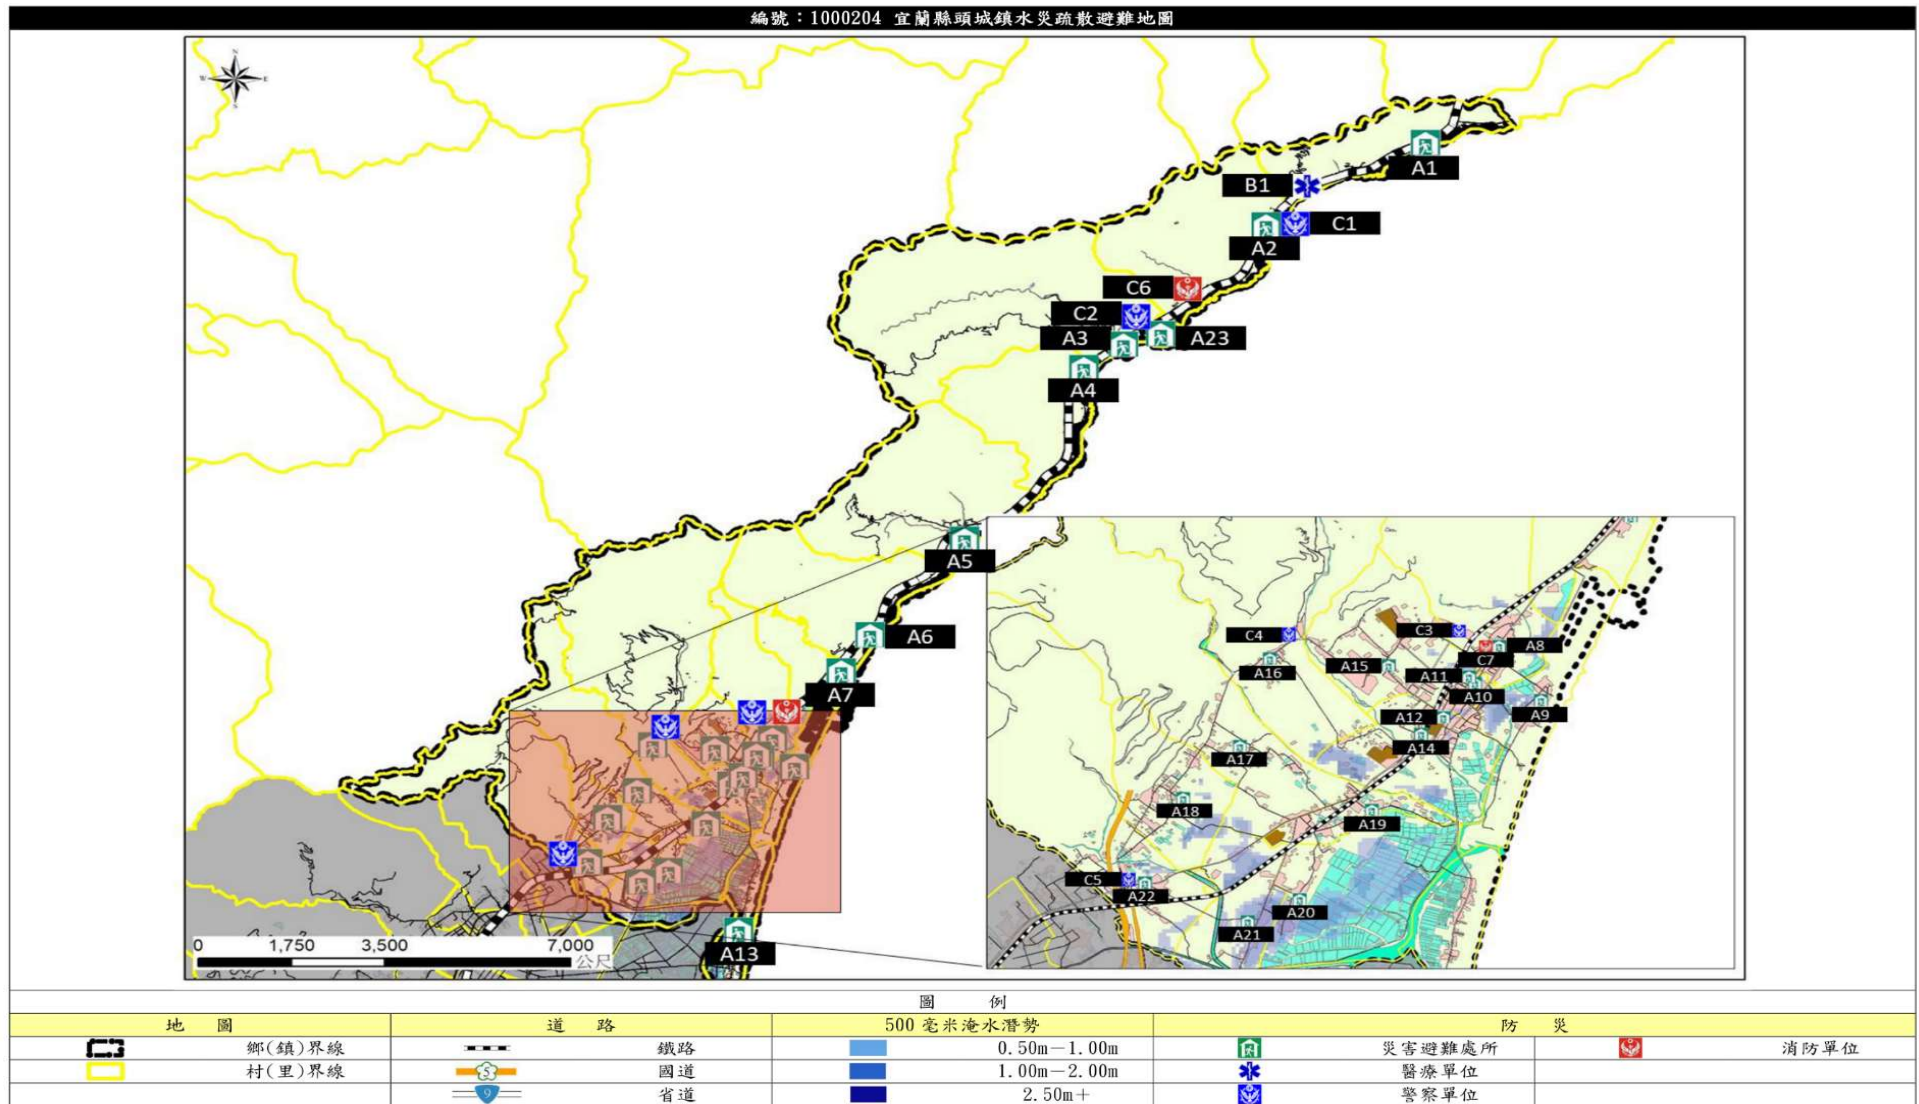 編號：1000204 宜蘭縣頭城鎮水災疏散避難地圖
N
W E
S
A1
B1
C1
A2
C6
C2
A3
A23
A4
A5
A6
A7
A13
C4
C3
A8
C7
A16
A15
A11
A10
A9
A12
A14
A17
A18
A19
C5
A22
A20
A21
0 1,750 3,500 7,000
公尺
圖 例
地 圖 道 路 500 毫米淹水潛勢 防 災
鄉(鎮)界線 鐵路 0.50m－1.00m 災害避難處所 消防單位
村(里)界線 5 國道 1.00m－2.00m 醫療單位
9 省道 2.50m＋ 警察單位